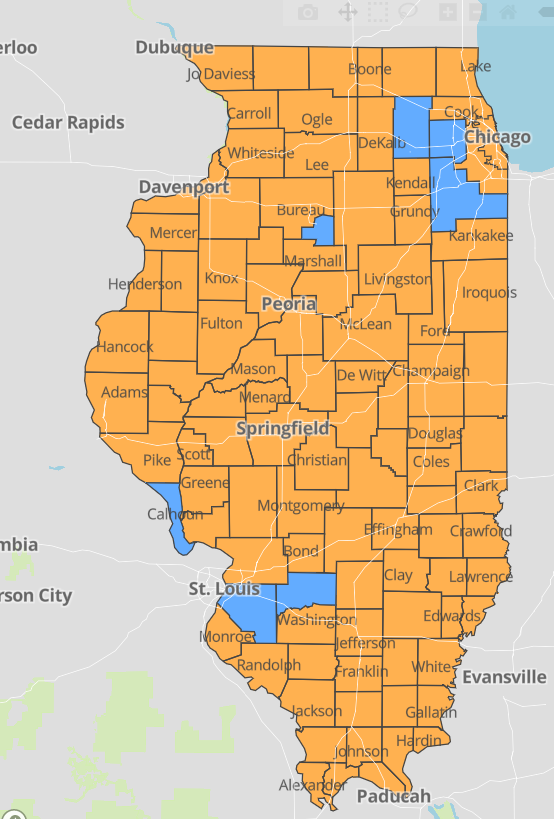 erloo
Dubuque
Jo Daviess
Boone
Lake
Carroll
Ogle
Cook
Cedar Rapids
DeKalb
Chicago
Whiteside
Lee
Davenport
Kendall
Bureau
Grundy
Mercer
Kankakee
Marshall
Henderson
Knox
Livingston
Iroquois
Peoria
Fulton
McLean
Ford
Hancock
Mason
De Witt
Champaign
Adams
Menard
Springfield
Douglas
Pike
Scott
Christian
Coles
Greene
Clark
Calhoun
Montgomery
Effingham
Crawford
mbia
Bond
Clay
Lawrence
St. Louis
rson City
Washington
Edwards
Monroe
Jefferson
Randolph
Franklin
White
Evansville
Jackson
Gallatin
Johnson
Hardin
Alexander
Paducah